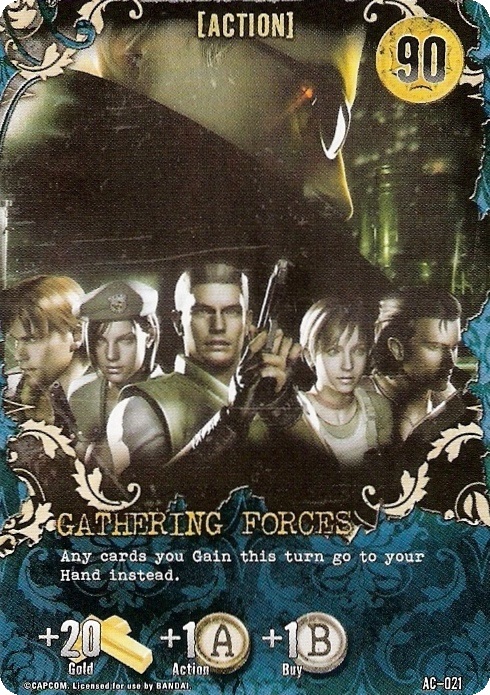 [ACTION]
90
GATHERING FORCES
Any cards you Gain this turn go to your
Hand instead.
+20 Gold
+1 A Action
+1 B Buy
©CAPCOM. Licensed for use by BANDAI.
AC-021